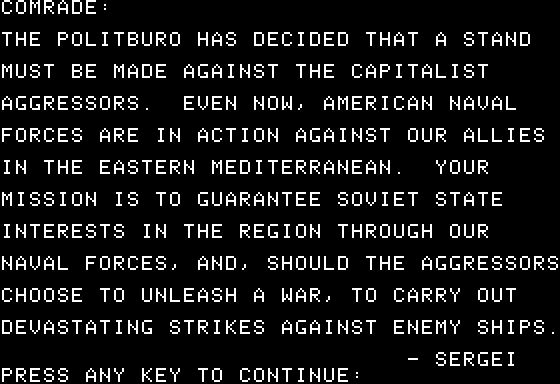 COMRADE:
THE POLITBURO HAS DECIDED THAT A STAND
MUST BE MADE AGAINST THE CAPITALIST
AGGRESSORS.  EVEN NOW, AMERICAN NAVAL
FORCES ARE IN ACTION AGAINST OUR ALLIES
IN THE EASTERN MEDITERRANEAN.  YOUR
MISSION IS TO GUARANTEE SOVIET STATE
INTERESTS IN THE REGION THROUGH OUR
NAVAL FORCES, AND, SHOULD THE AGGRESSORS
CHOOSE TO UNLEASH A WAR, TO CARRY OUT
DEVASTATING STRIKES AGAINST ENEMY SHIPS.
- SERGEI
PRESS ANY KEY TO CONTINUE: